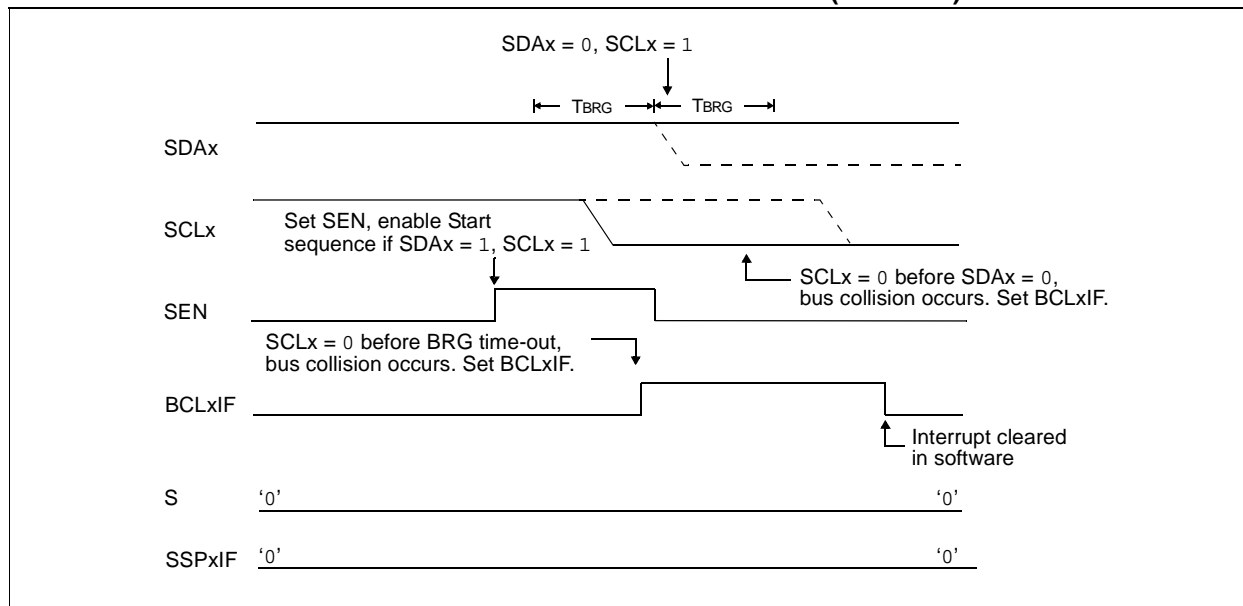 SDAx = 0, SCLx = 1
TBRG TBRG
SDAx
SCLx
Set SEN, enable Start
sequence if SDAx = 1, SCLx = 1
SCLx = 0 before SDAx = 0,
bus collision occurs. Set BCLxIF.
SEN
SCLx = 0 before BRG time-out,
bus collision occurs. Set BCLxIF.
BCLxIF
Interrupt cleared
in software
S ‘0’ ‘0’
SSPxIF ‘0’ ‘0’